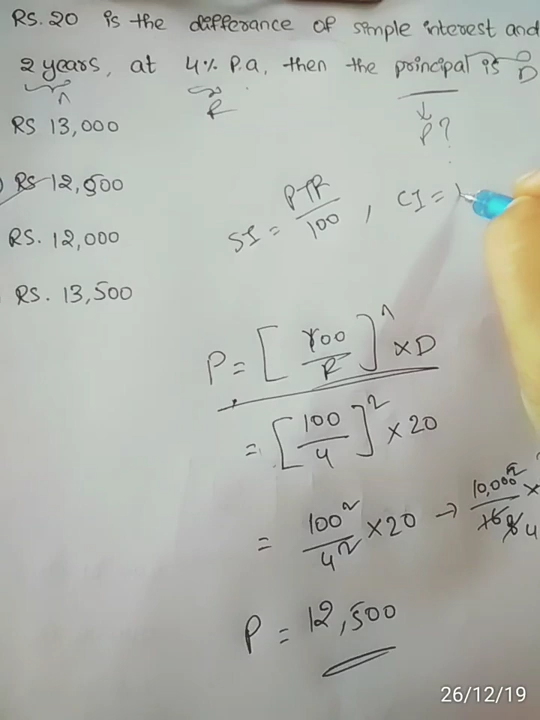 RS. 20 is the differance of simple interest and
2 years, at 4% P.a, then the principal is D
n R
RS 13,000
P?
RS 12,500
SI = PTR/100 , CI =
RS. 12,000
RS. 13,500
P = [100/R]^n × D
= [100/4]^2 × 20
= 100^2/4^2 × 20 → 10,000/16 ×
P = 12,500
26/12/19